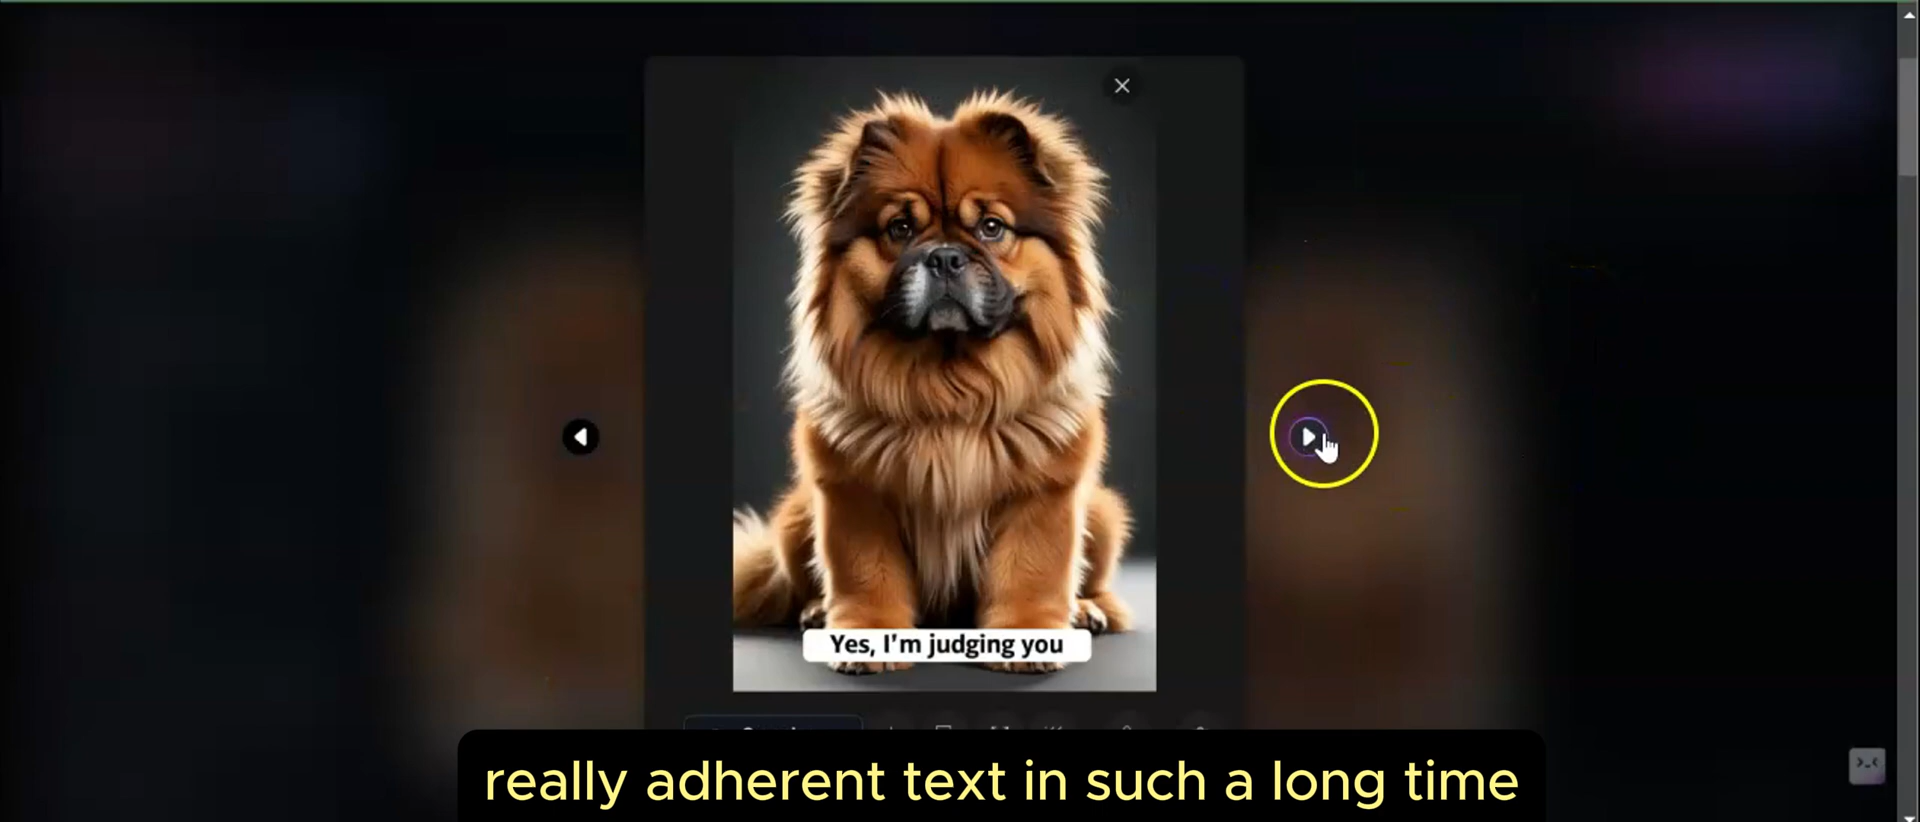 Yes, I'm judging you
really adherent text in such a long time